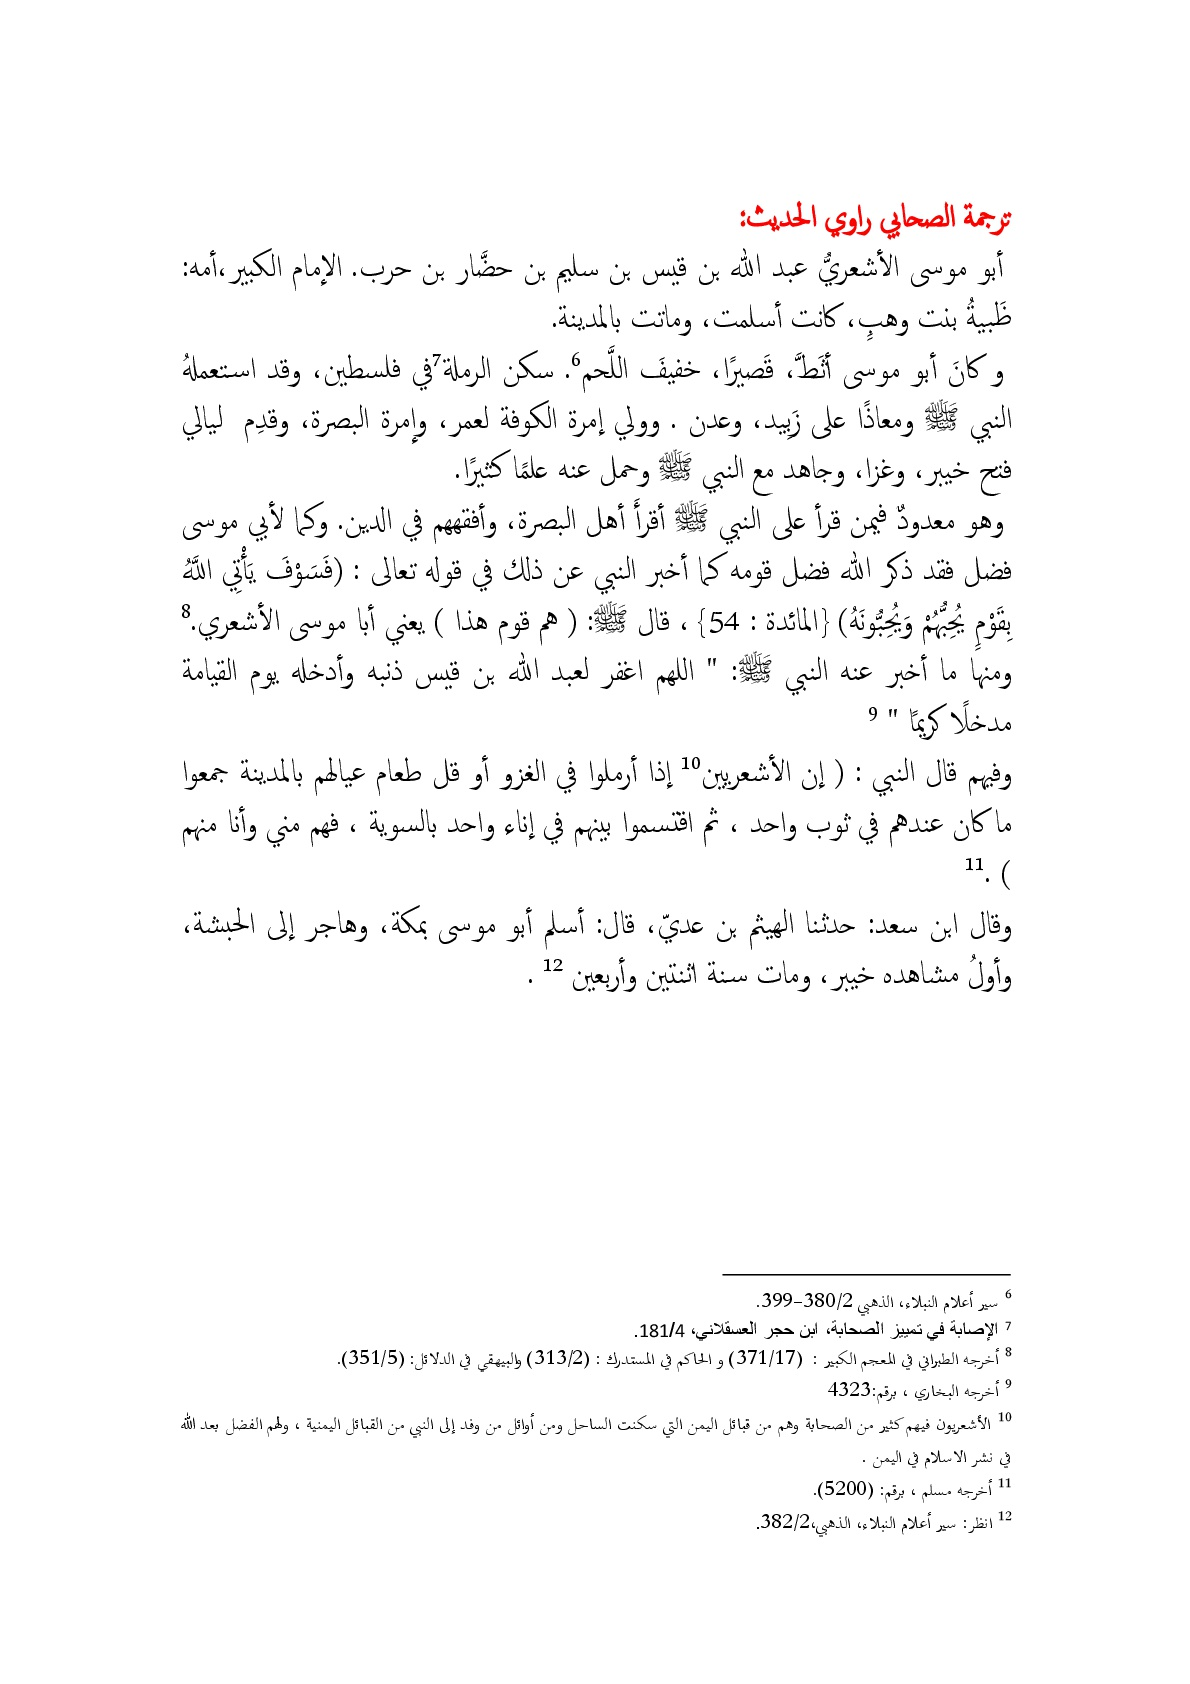 ترجمة الصحابي راوي الحديث:
أبو موسى الأشعريُّ عبد الله بن قيس بن سليم بن حضَّار بن حرب. الإمام الكبير،أمه:
ظَبيةُ بنت وهبٍ، كانت أسلمت، وماتت بالمدينة.
و كانَ أبو موسى أَثَطَّ، قَصيرًا، خفيفَ اللَّحم6. سكن الرملة7في فلسطين، وقد استعملهُ
النبي ﷺ ومعاذًا على زَبِيد، وعدن . وولي إمرة الكوفة لعمر، وإمرة البصرة، وقدِم ليالي
فتح خيبر، وغزا، وجاهد مع النبي ﷺ وحمل عنه علمًا كثيرًا.
وهو معدودٌ فيمن قرأ على النبي ﷺ أقرأَ أهل البصرة، وأفقههم في الدين. وكما لأبي موسى
فضل فقد ذكر الله فضل قومه كما أخبر النبي عن ذلك في قوله تعالى : (فَسَوْفَ يَأْتِي اللَّهُ
بِقَوْمٍ يُحِبُّهُمْ وَيُحِبُّونَهُ) {المائدة : 54} ، قال ﷺ: ( هم قوم هذا ) يعني أبا موسى الأشعري.8
ومنها ما أخبر عنه النبي ﷺ: " اللهم اغفر لعبد الله بن قيس ذنبه وأدخله يوم القيامة
مدخلًا كريمًا " 9
وفيهم قال النبي : ( إن الأشعريين10 إذا أرملوا في الغزو أو قل طعام عيالهم بالمدينة جمعوا
ما كان عندهم في ثوب واحد ، ثم اقتسموا بينهم في إناء واحد بالسوية ، فهم مني وأنا منهم
) .11
وقال ابن سعد: حدثنا الهيثم بن عديّ، قال: أسلم أبو موسى بمكة، وهاجر إلى الحبشة،
وأولُ مشاهده خيبر، ومات سنة اثنتين وأربعين 12 .
6 سير أعلام النبلاء، الذهبي 380/2–399.
7 الإصابة في تمييز الصحابة، ابن حجر العسقلاني، 181/4.
8 أخرجه الطبراني في المعجم الكبير : (371/17) و الحاكم في المستدرك : (313/2) والبيهقي في الدلائل: (351/5).
9 أخرجه البخاري ، برقم:4323
10 الأشعريون فيهم كثير من الصحابة وهم من قبائل اليمن التي سكنت الساحل ومن أوائل من وفد إلى النبي من القبائل اليمنية ، ولهم الفضل بعد الله
في نشر الاسلام في اليمن .
11 أخرجه مسلم ، برقم: (5200).
12 انظر: سير أعلام النبلاء، الذهبي،382/2.